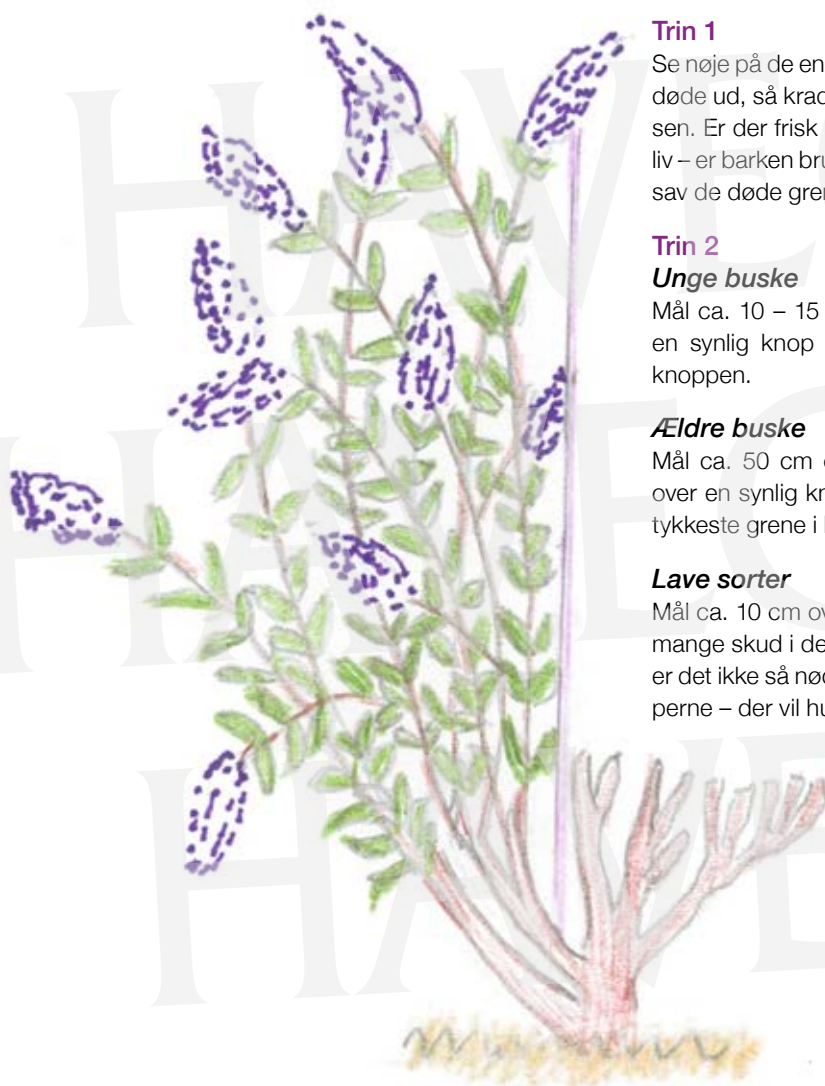 Trin 1
Se nøje på de en
døde ud, så krad
sen. Er der frisk
liv – er barken bru
sav de døde gre
Trin 2
Unge buske
Mål ca. 10 – 15
en synlig knop
knoppen.
Ældre buske
Mål ca. 50 cm
over en synlig kn
tykkeste grene i
Lave sorter
Mål ca. 10 cm ov
mange skud i de
er det ikke så nød
perne – der vil hu